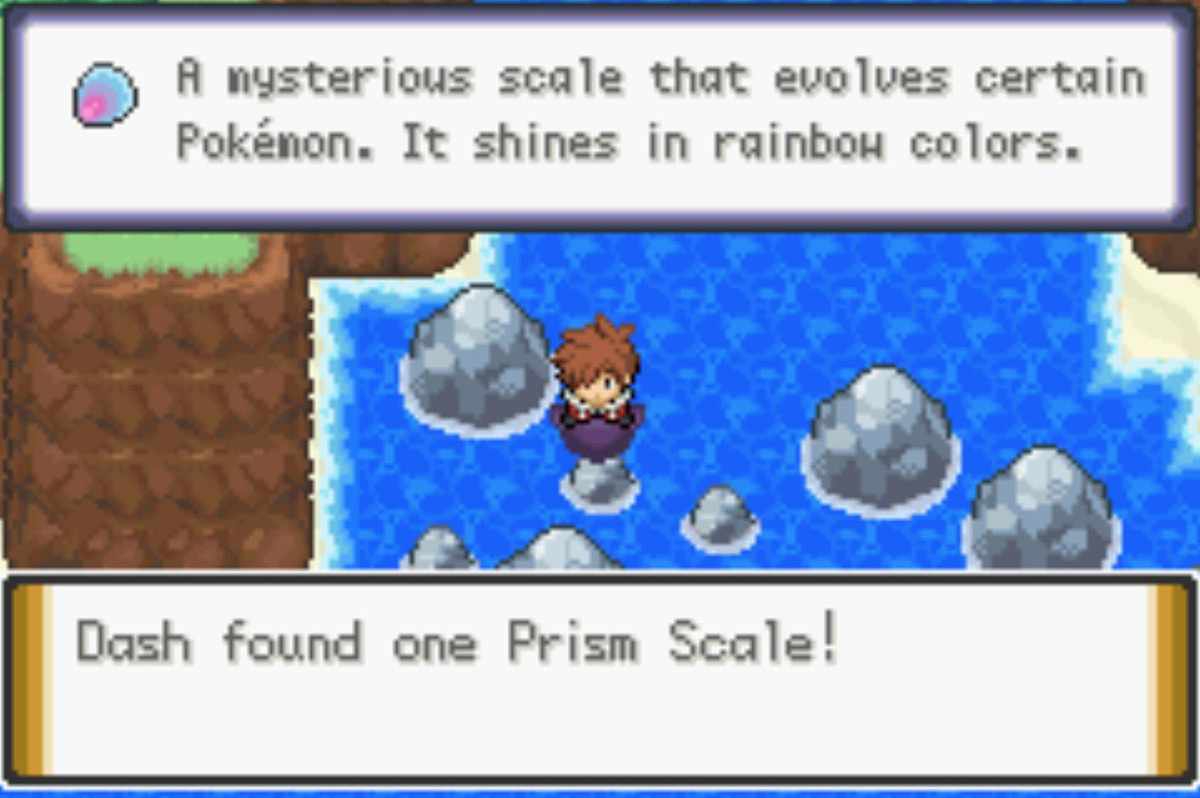 A mysterious scale that evolves certain
Pokémon. It shines in rainbow colors.
Dash found one Prism Scale!